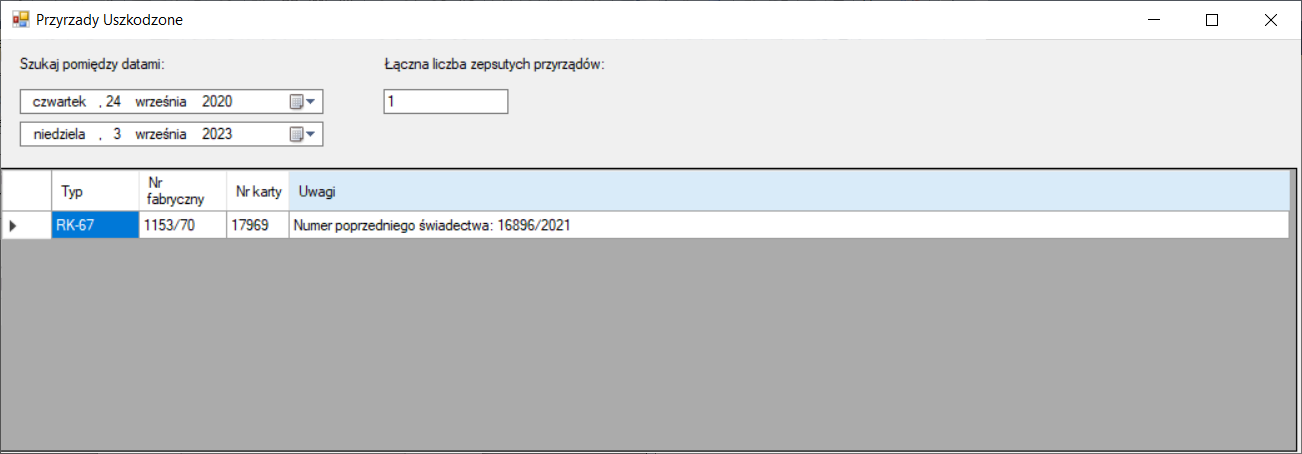 Przyrzady Uszkodzone
Szukaj pomiędzy datami:
Łączna liczba zepsutych przyrządów:
czwartek , 24 września 2020
1
niedziela , 3 września 2023
Typ
Nr
fabryczny
Nr karty
Uwagi
RK-67
1153/70
17969
Numer poprzedniego świadectwa: 16896/2021